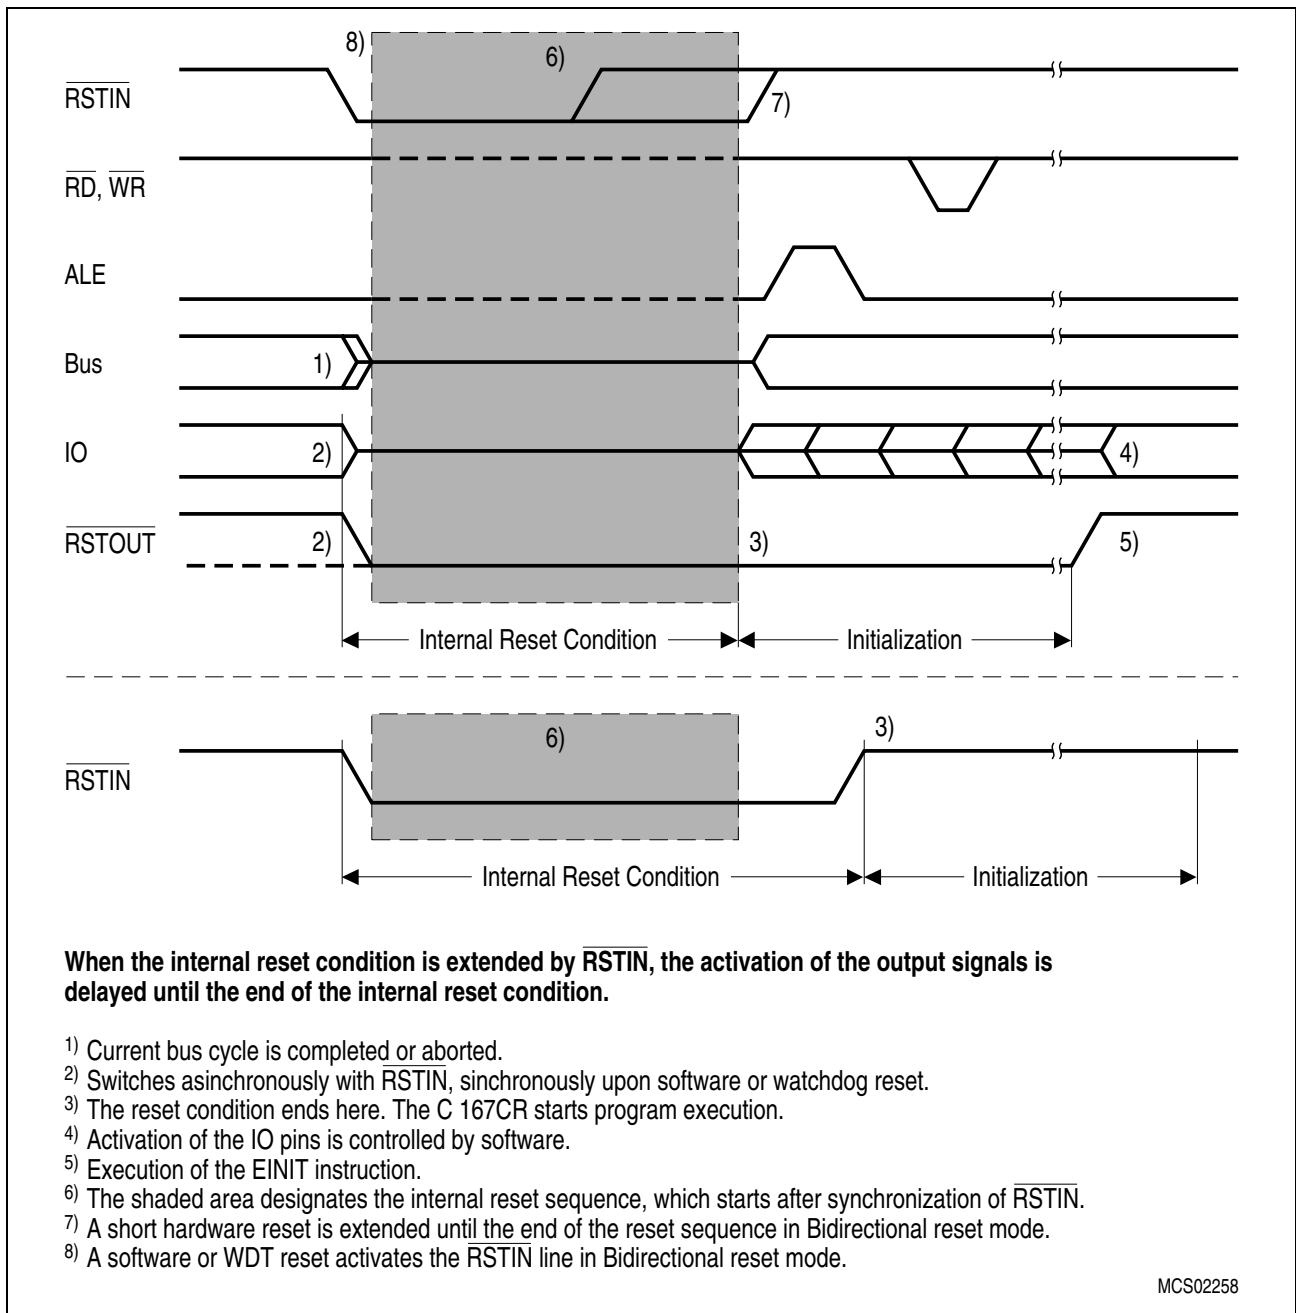 8)
6)
RSTIN
7)
RD, WR
ALE
Bus
1)
IO
2)
4)
RSTOUT
2)
3)
5)
Internal Reset Condition
Initialization
6)
3)
RSTIN
Internal Reset Condition
Initialization
When the internal reset condition is extended by RSTIN, the activation of the output signals is
delayed until the end of the internal reset condition.
1) Current bus cycle is completed or aborted.
2) Switches asinchronously with RSTIN, sinchronously upon software or watchdog reset.
3) The reset condition ends here. The C 167CR starts program execution.
4) Activation of the IO pins is controlled by software.
5) Execution of the EINIT instruction.
6) The shaded area designates the internal reset sequence, which starts after synchronization of RSTIN.
7) A short hardware reset is extended until the end of the reset sequence in Bidirectional reset mode.
8) A software or WDT reset activates the RSTIN line in Bidirectional reset mode.
MCS02258